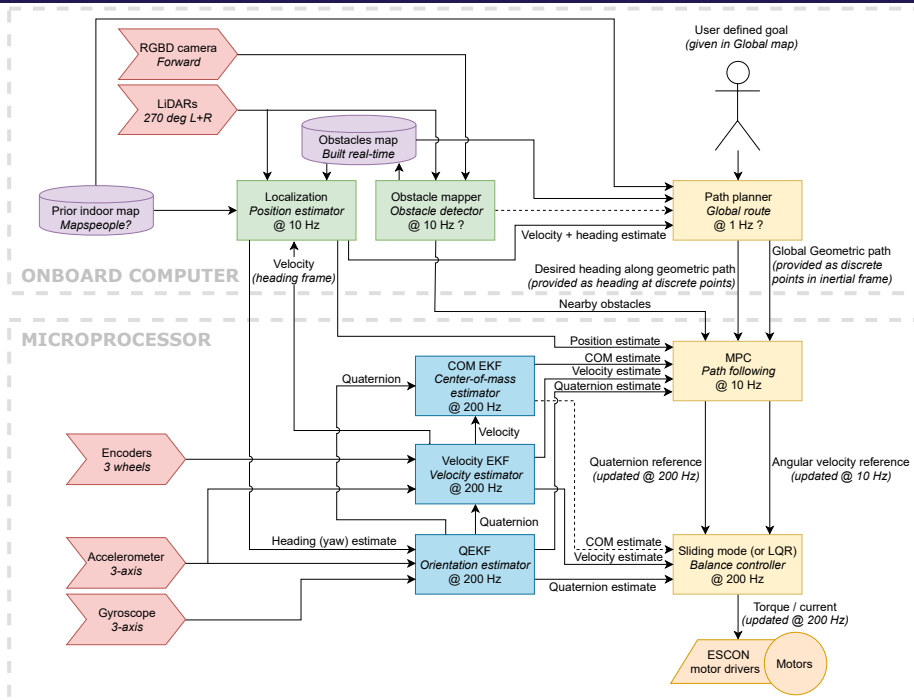 User defined goal
(given in Global map)
RGBD camera
Forward
LiDARs
270 deg L+R
Obstacles map
Built real-time
Prior indoor map
Mapspeople?
Localization
Position estimator
@ 10 Hz
Obstacle mapper
Obstacle detector
@ 10 Hz ?
Path planner
Global route
@ 1 Hz ?
Velocity + heading estimate
Velocity
(heading frame)
Desired heading along geometric path
(provided as heading at discrete points)
Global Geometric path
(provided as discrete
points in inertial frame)
ONBOARD COMPUTER
Nearby obstacles
MICROPROCESSOR
Position estimate
COM estimate
Velocity estimate
Quaternion estimate
MPC
Path following
@ 10 Hz
Quaternion
COM EKF
Center-of-mass
estimator
@ 200 Hz
Velocity
Encoders
3 wheels
Velocity EKF
Velocity estimator
@ 200 Hz
Quaternion reference
(updated @ 200 Hz)
Angular velocity reference
(updated @ 10 Hz)
Quaternion
Heading (yaw) estimate
Accelerometer
3-axis
QEKF
Orientation estimator
@ 200 Hz
COM estimate
Velocity estimate
Quaternion estimate
Sliding mode (or LQR)
Balance controller
@ 200 Hz
Gyroscope
3-axis
Torque / current
(updated @ 200 Hz)
ESCON
motor drivers
Motors